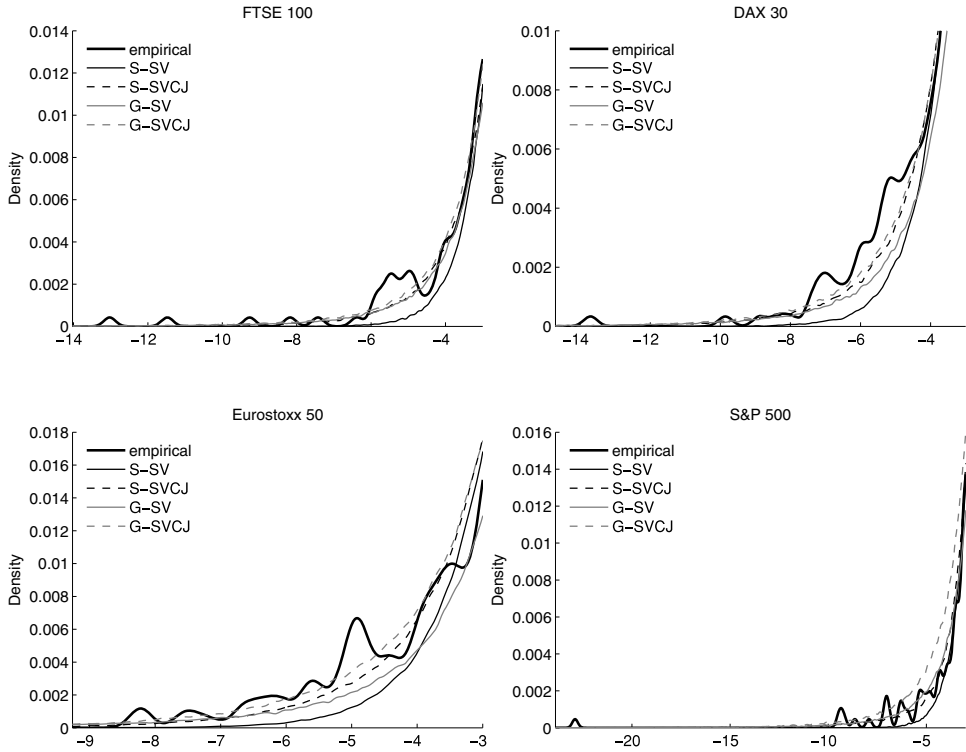 FTSE 100
0.014
0.012
0.01
0.008
0.006
0.004
0.002
0
Density
empirical
S−SV
S−SVCJ
G−SV
G−SVCJ
−14 −12 −10 −8 −6 −4
DAX 30
0.01
0.008
0.006
0.004
0.002
0
Density
empirical
S−SV
S−SVCJ
G−SV
G−SVCJ
−14 −12 −10 −8 −6 −4
Eurostoxx 50
0.018
0.016
0.014
0.012
0.01
0.008
0.006
0.004
0.002
0
Density
empirical
S−SV
S−SVCJ
G−SV
G−SVCJ
−9 −8 −7 −6 −5 −4 −3
S&P 500
0.016
0.014
0.012
0.01
0.008
0.006
0.004
0.002
0
Density
empirical
S−SV
S−SVCJ
G−SV
G−SVCJ
−20 −15 −10 −5